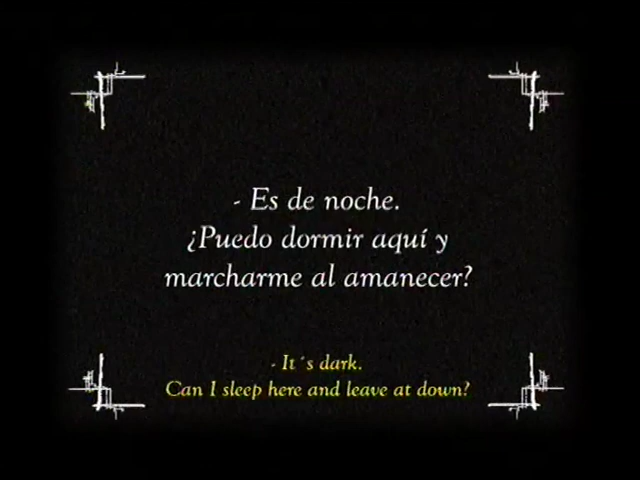 - Es de noche.
¿Puedo dormir aquí y
marcharme al amanecer?
- It´s dark.
Can I sleep here and leave at down?